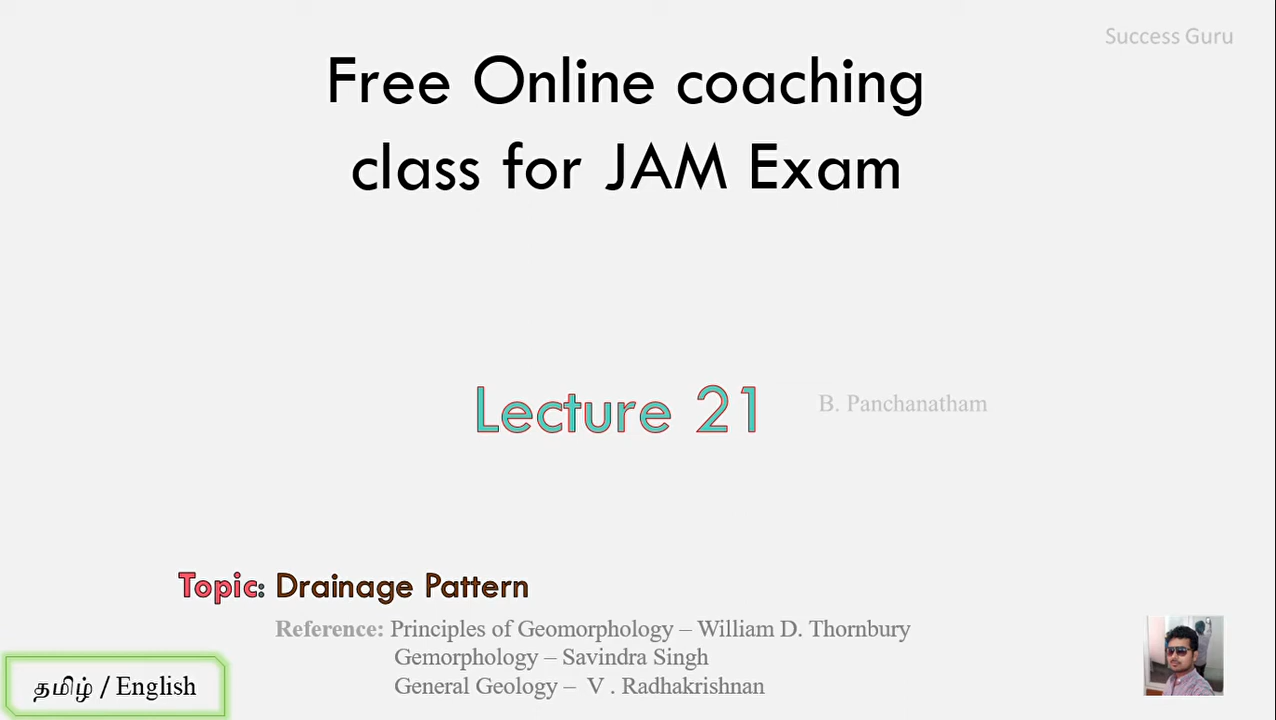 Success Guru
Free Online coaching
class for JAM Exam
Lecture 21
B. Panchanatham
Topic: Drainage Pattern
Reference: Principles of Geomorphology – William D. Thornbury
Gemorphology – Savindra Singh
General Geology – V . Radhakrishnan
தமிழ் / English